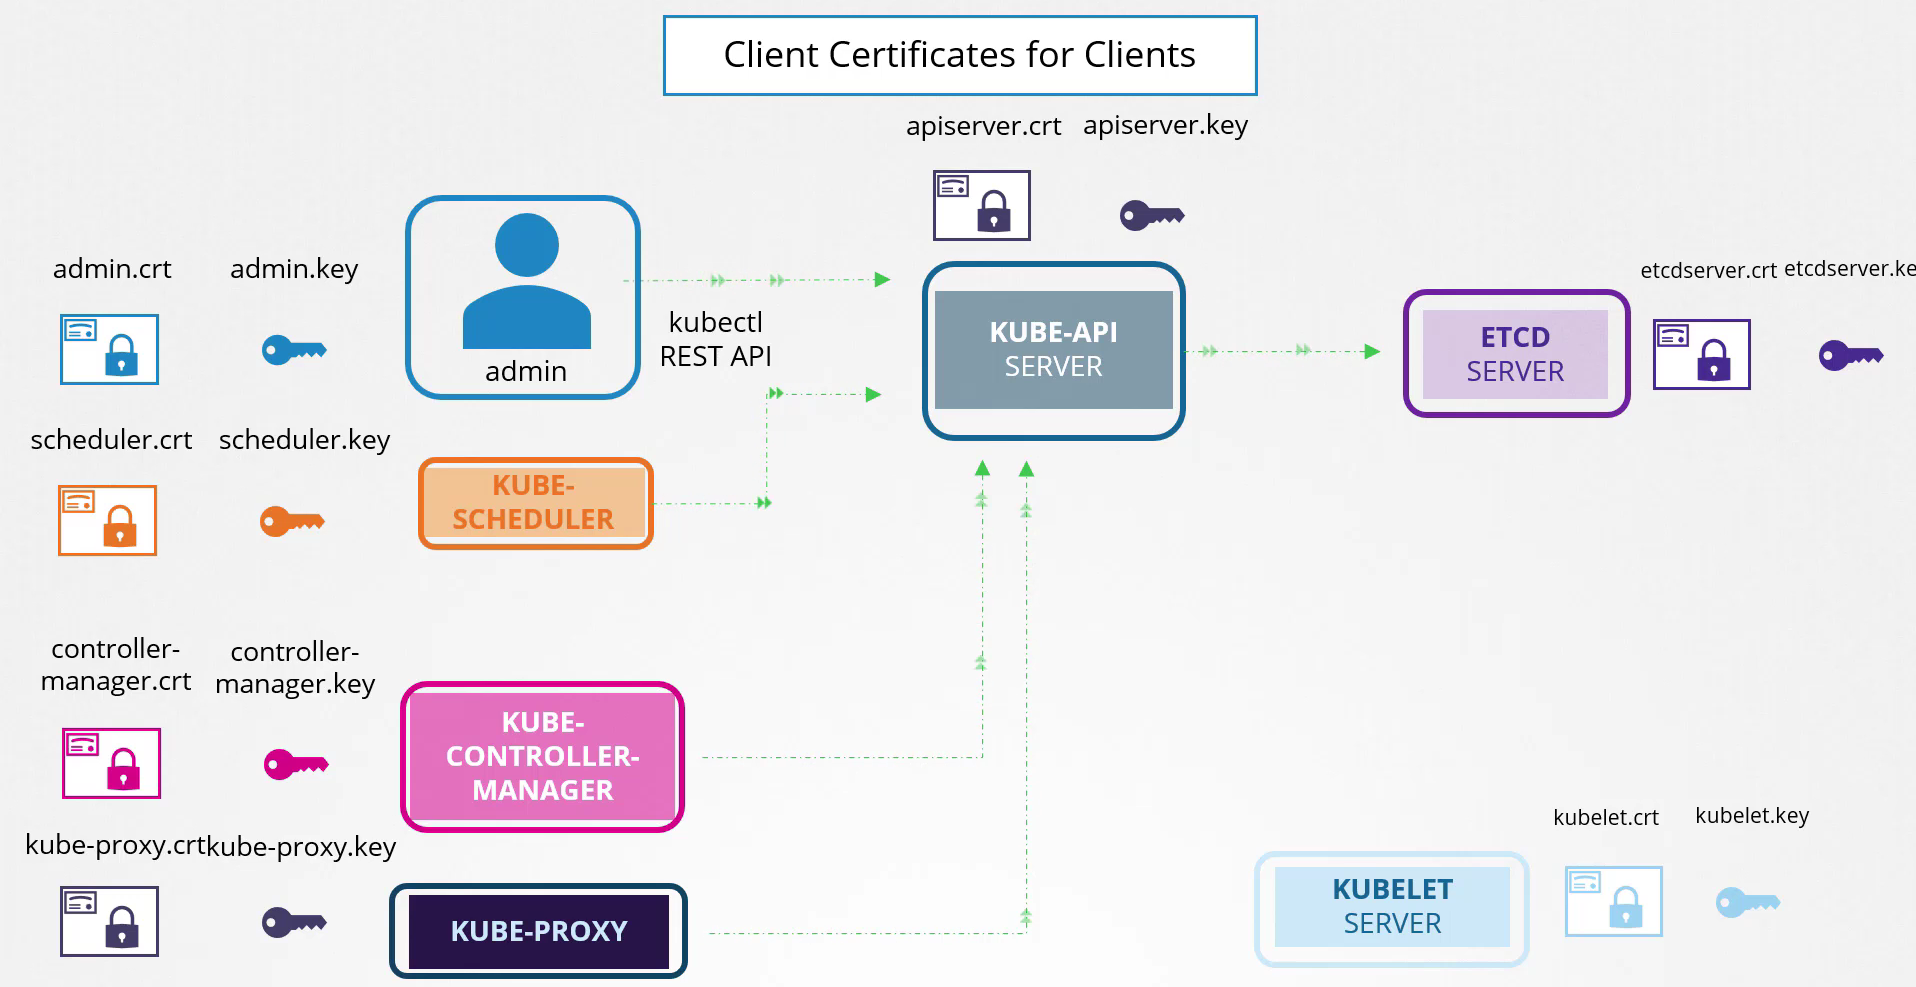 Client Certificates for Clients
apiserver.crt apiserver.key
admin.crt admin.key
admin
kubectl
REST API
KUBE-API
SERVER
etcdserver.crt etcdserver.ke
ETCD
SERVER
scheduler.crt scheduler.key
KUBE-
SCHEDULER
controller-
manager.crt
controller-
manager.key
KUBE-
CONTROLLER-
MANAGER
kube-proxy.crt kube-proxy.key
KUBE-PROXY
kubelet.crt kubelet.key
KUBELET
SERVER